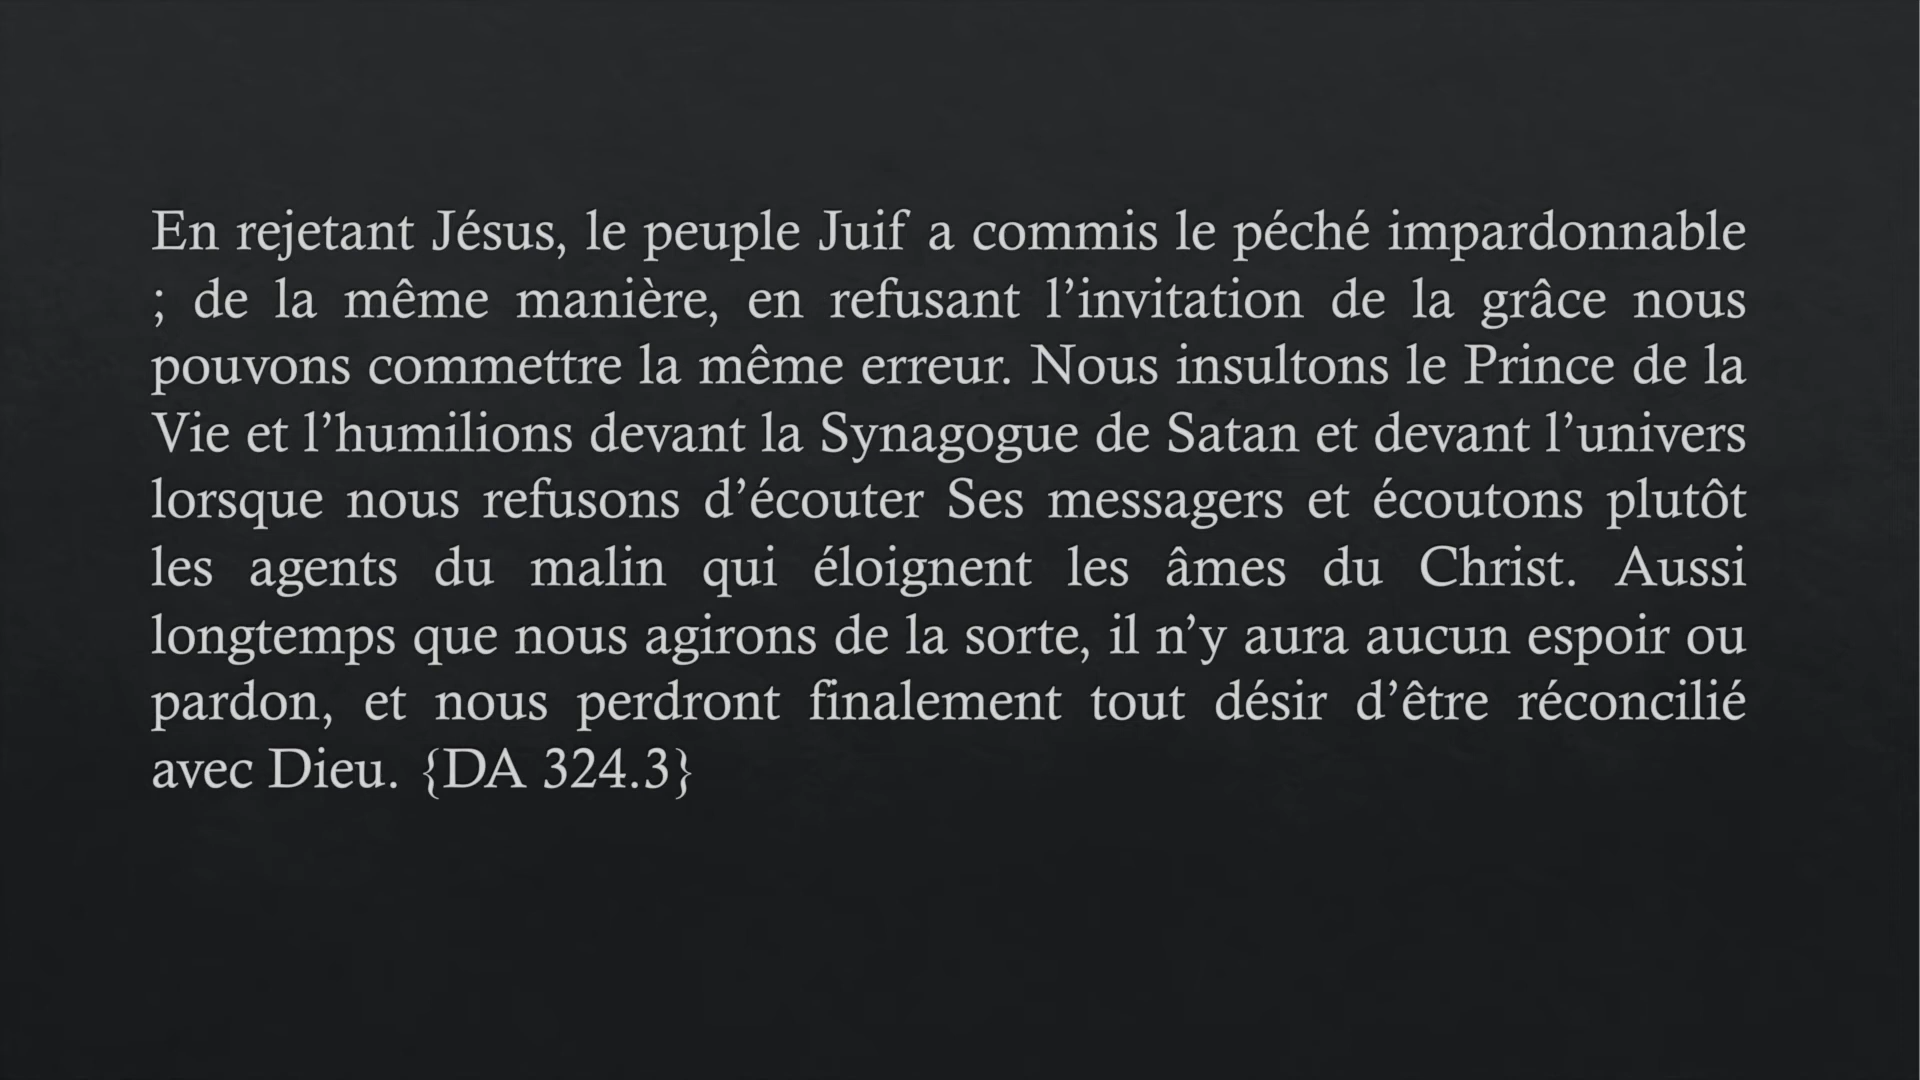 En rejetant Jésus, le peuple Juif a commis le péché impardonnable
; de la même manière, en refusant l’invitation de la grâce nous
pouvons commettre la même erreur. Nous insultons le Prince de la
Vie et l’humilions devant la Synagogue de Satan et devant l’univers
lorsque nous refusons d’écouter Ses messagers et écoutons plutôt
les agents du malin qui éloignent les âmes du Christ. Aussi
longtemps que nous agirons de la sorte, il n’y aura aucun espoir ou
pardon, et nous perdront finalement tout désir d’être réconcilié
avec Dieu. {DA 324.3}